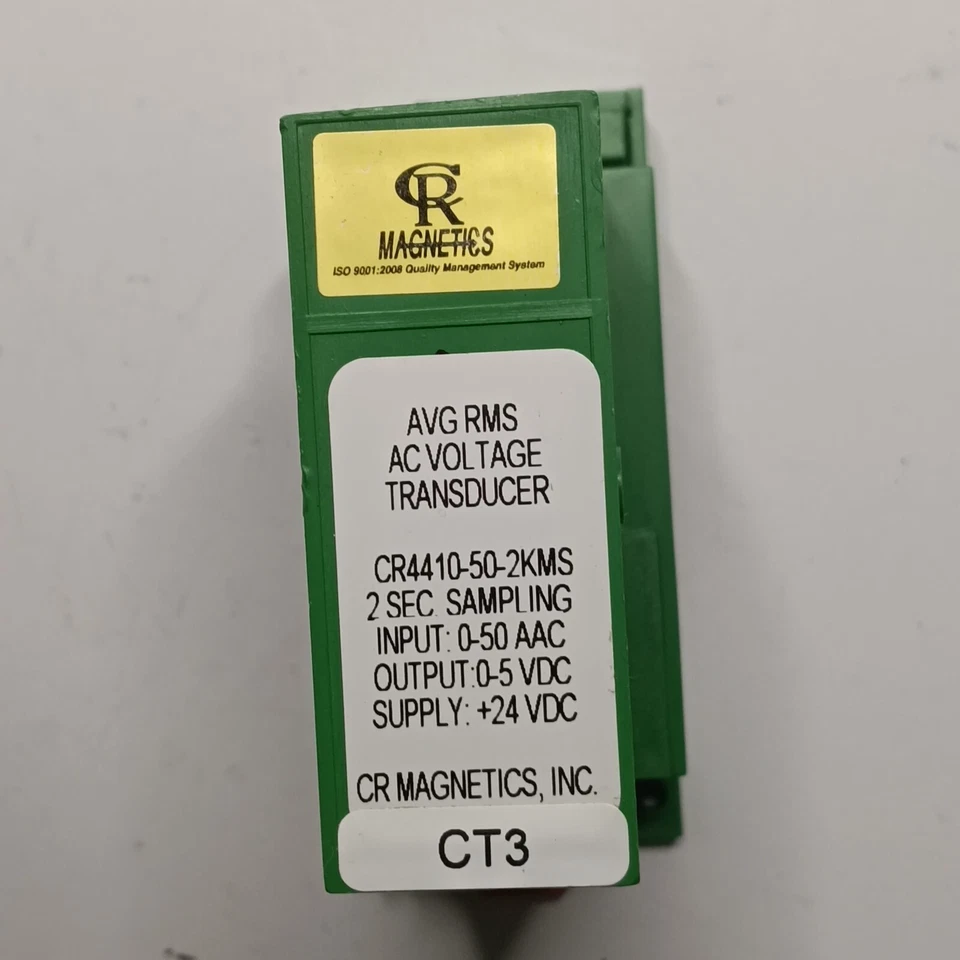 CR
MAGNETICS
ISO 9001:2008 Quality Management System
AVG RMS
AC VOLTAGE
TRANSDUCER
CR4410-50-2KMS
2 SEC. SAMPLING
INPUT: 0-50 AAC
OUTPUT:0-5 VDC
SUPPLY: +24 VDC
CR MAGNETICS, INC.
CT3